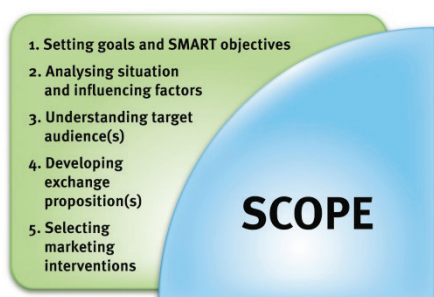 1. Setting goals and SMART objectives
2. Analysing situation
and influencing factors
3. Understanding target
audience(s)
4. Developing
exchange
proposition(s)
5. Selecting
marketing
interventions
SCOPE